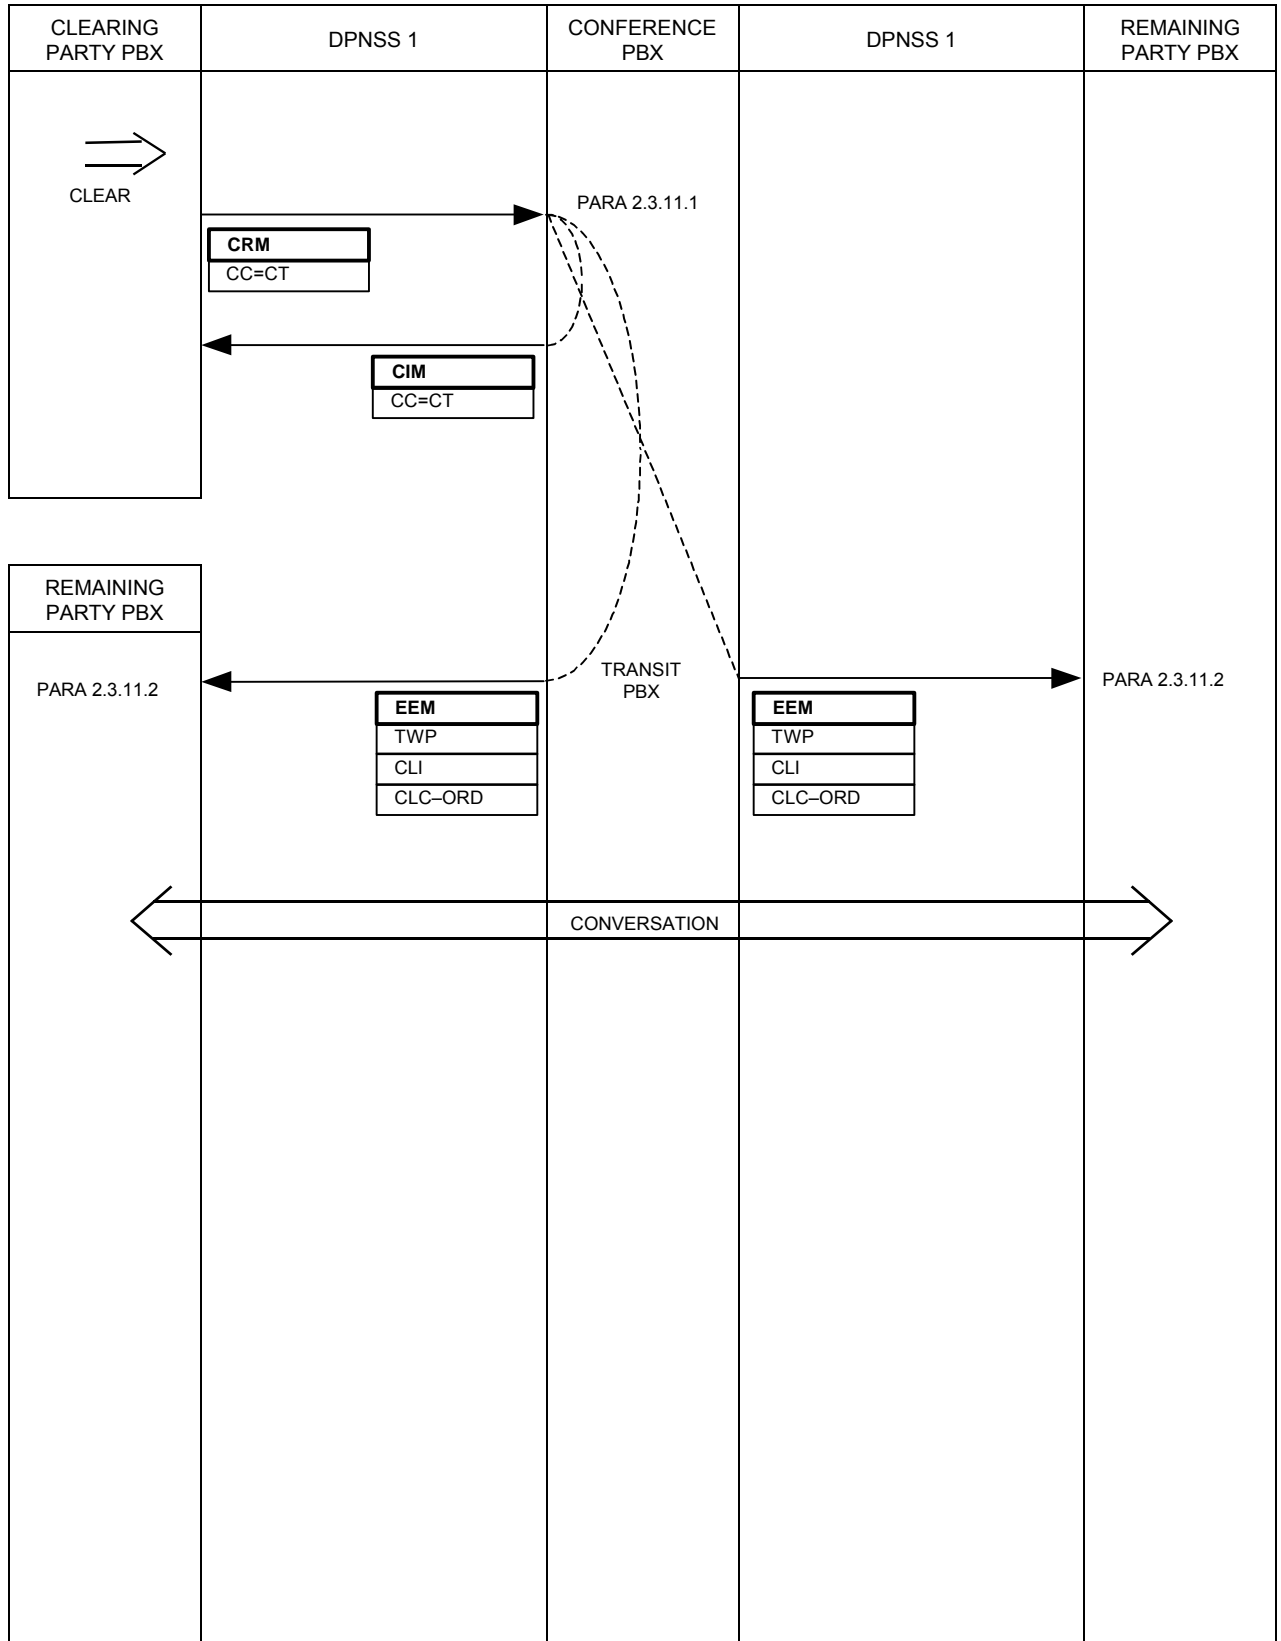 CLEARING
PARTY PBX
DPNSS 1
CONFERENCE
PBX
DPNSS 1
REMAINING
PARTY PBX
CLEAR
PARA 2.3.11.1
CRM
CC=CT
CIM
CC=CT
REMAINING
PARTY PBX
PARA 2.3.11.2
TRANSIT
PBX
PARA 2.3.11.2
EEM
TWP
CLI
CLC–ORD
EEM
TWP
CLI
CLC–ORD
CONVERSATION